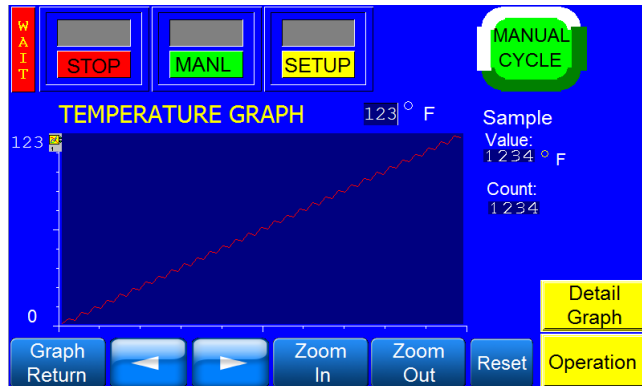 WAIT
STOP
MANL
SETUP
MANUAL
CYCLE
TEMPERATURE GRAPH
123 ° F
Sample
Value:
1234 ° F
Count:
1234
123
0
Detail
Graph
Graph
Return
Zoom
In
Zoom
Out
Reset
Operation